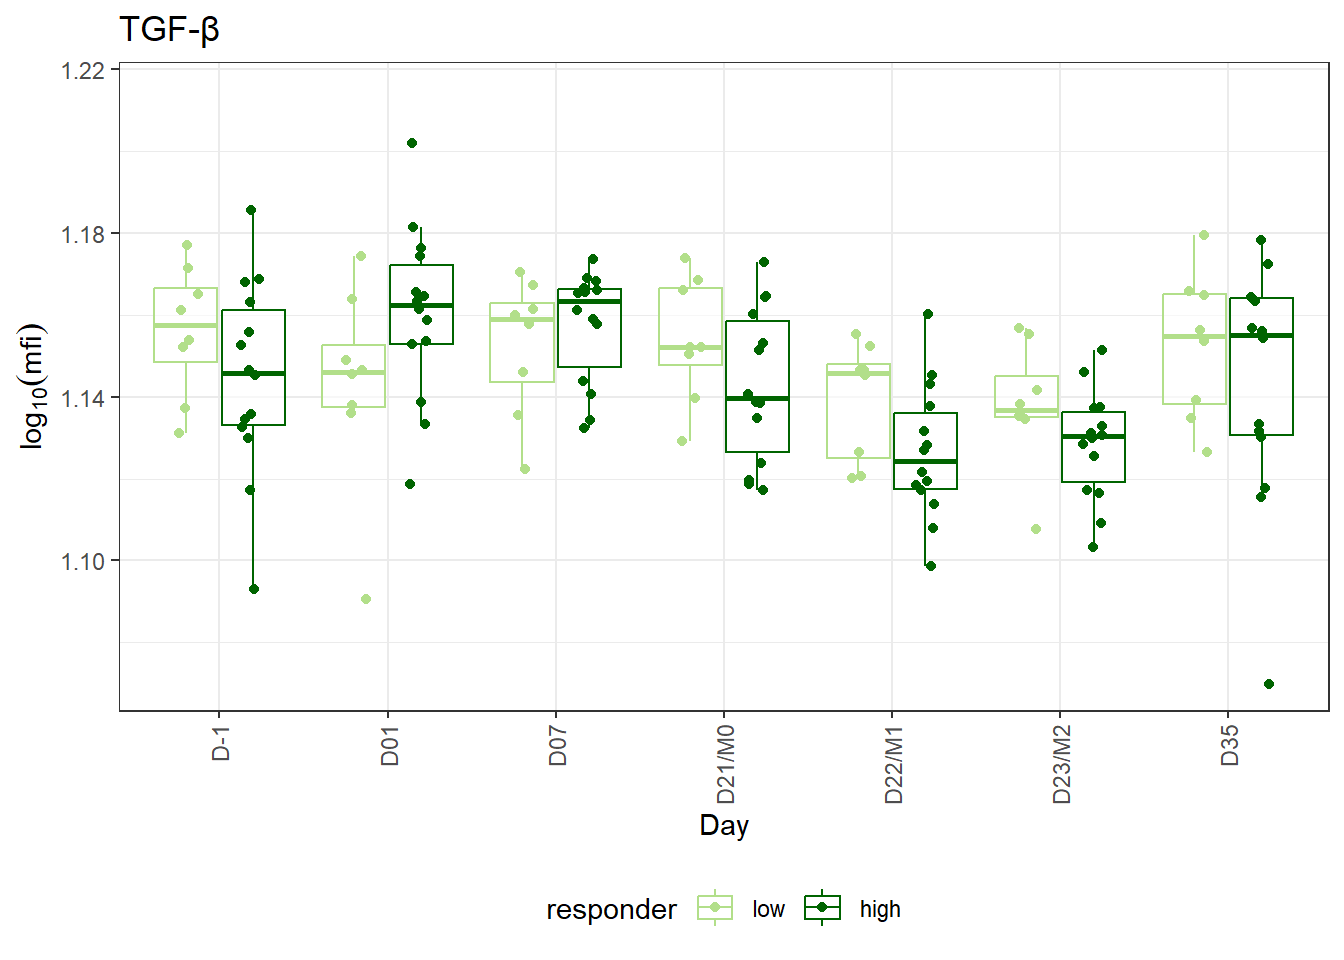 TGF-β
1.22
1.18
1.14
1.10
log10(mfi)
D-1
D01
D07
D21/M0
D22/M1
D23/M2
D35
Day
responder low high